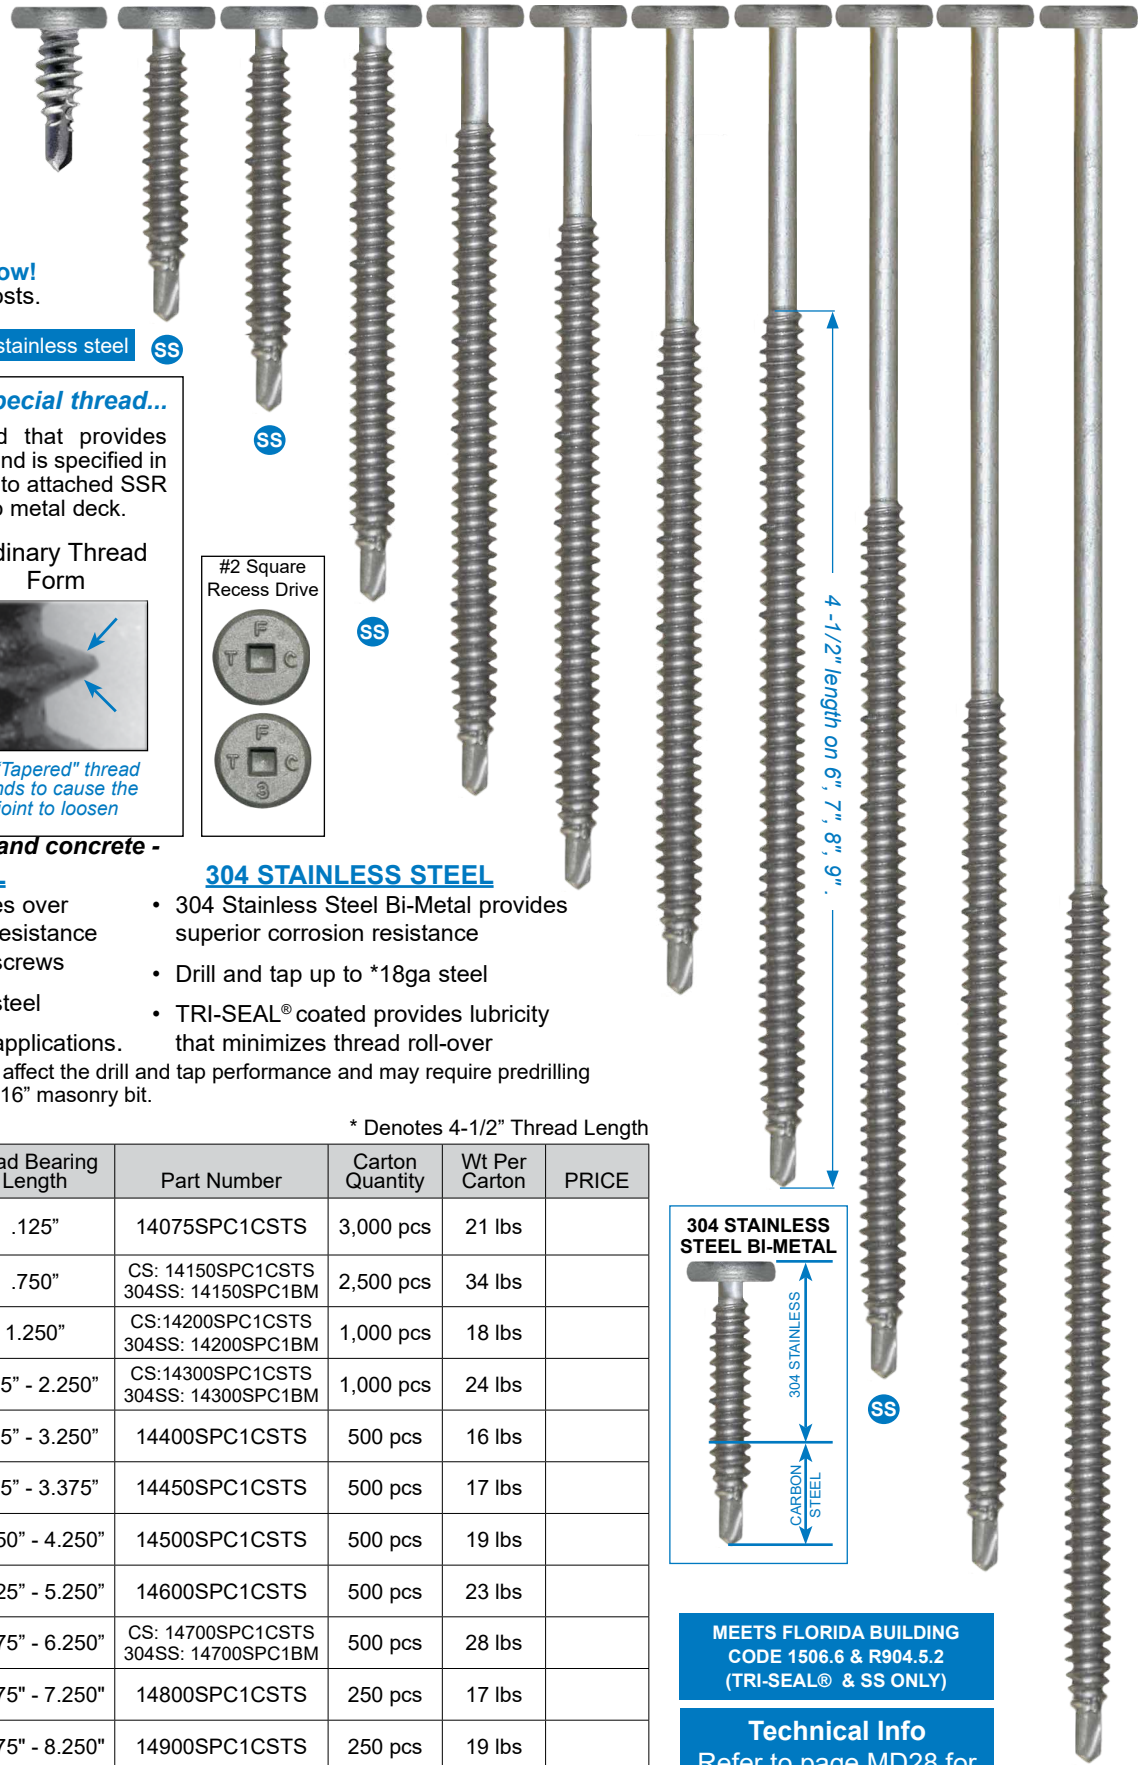 ow!
osts.
stainless steel
SS
pecial thread...
d that provides
nd is specified in
to attached SSR
o metal deck.
dinary Thread
Form
"Tapered" thread
nds to cause the
joint to loosen
SS
SS
#2 Square
Recess Drive
F
T C
F
T C
3
4 -1/2" length on 6", 7", 8", 9" .
and concrete -
L
es over
esistance
screws
steel
applications.
304 STAINLESS STEEL
• 304 Stainless Steel Bi-Metal provides
superior corrosion resistance
• Drill and tap up to *18ga steel
• TRI-SEAL® coated provides lubricity
that minimizes thread roll-over
affect the drill and tap performance and may require predrilling
16” masonry bit.
* Denotes 4-1/2” Thread Length
ad Bearing Length Part Number Carton Quantity Wt Per Carton PRICE
.125” 14075SPC1CSTS 3,000 pcs 21 lbs
.750” CS: 14150SPC1CSTS 304SS: 14150SPC1BM 2,500 pcs 34 lbs
1.250” CS:14200SPC1CSTS 304SS: 14200SPC1BM 1,000 pcs 18 lbs
5” - 2.250” CS:14300SPC1CSTS 304SS: 14300SPC1BM 1,000 pcs 24 lbs
5” - 3.250” 14400SPC1CSTS 500 pcs 16 lbs
5” - 3.375” 14450SPC1CSTS 500 pcs 17 lbs
50” - 4.250” 14500SPC1CSTS 500 pcs 19 lbs
25” - 5.250” 14600SPC1CSTS 500 pcs 23 lbs
75” - 6.250” CS: 14700SPC1CSTS 304SS: 14700SPC1BM 500 pcs 28 lbs
75" - 7.250" 14800SPC1CSTS 250 pcs 17 lbs
75" - 8.250" 14900SPC1CSTS 250 pcs 19 lbs
304 STAINLESS
STEEL BI-METAL
304 STAINLESS
CARBON
STEEL
SS
MEETS FLORIDA BUILDING
CODE 1506.6 & R904.5.2
(TRI-SEAL® & SS ONLY)
Technical Info
Refer to page MD28 for